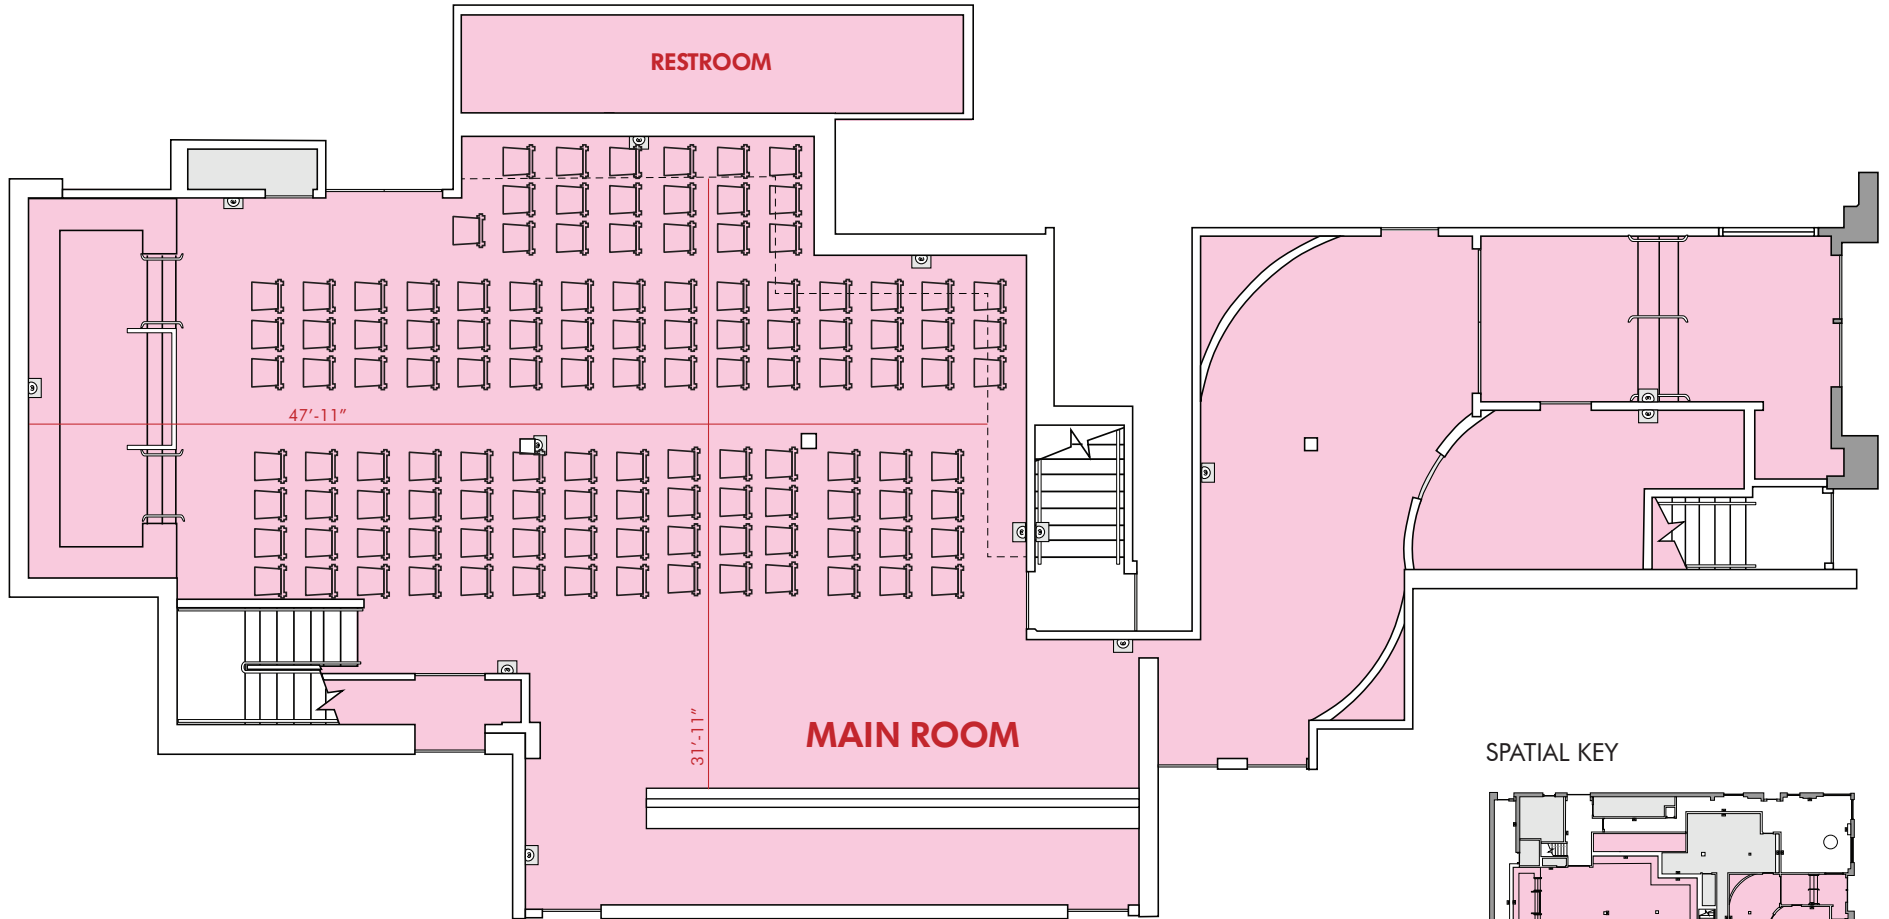 RESTROOM
47'-11"
31'-11"
MAIN ROOM
SPATIAL KEY